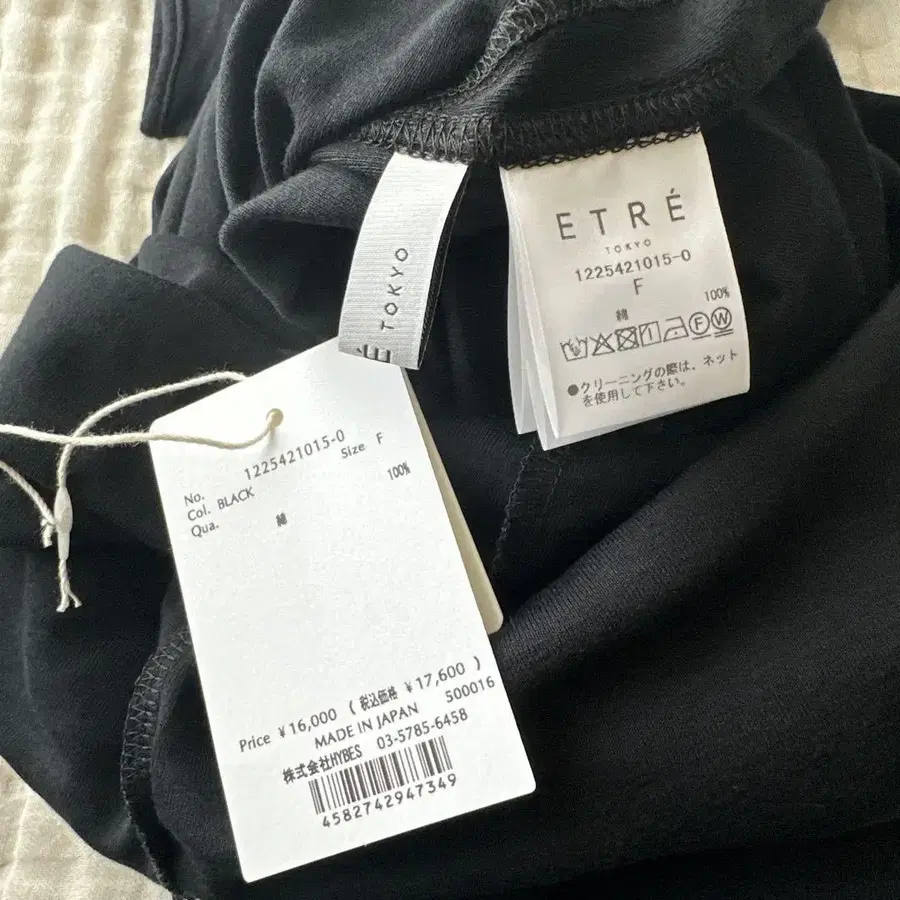 É TOKYO
ETRÉ
TOKYO
1225421015-0
F
綿 100%
●クリーニングの際は、ネット
を使用して下さい。
No. 1225421015-0
Col. BLACK Size F
Qua. 綿 100%
Price ¥16,000 ( 税込価格 ¥17,600 )
MADE IN JAPAN 500016
株式会社HYBES 03-5785-6458
4582742947349